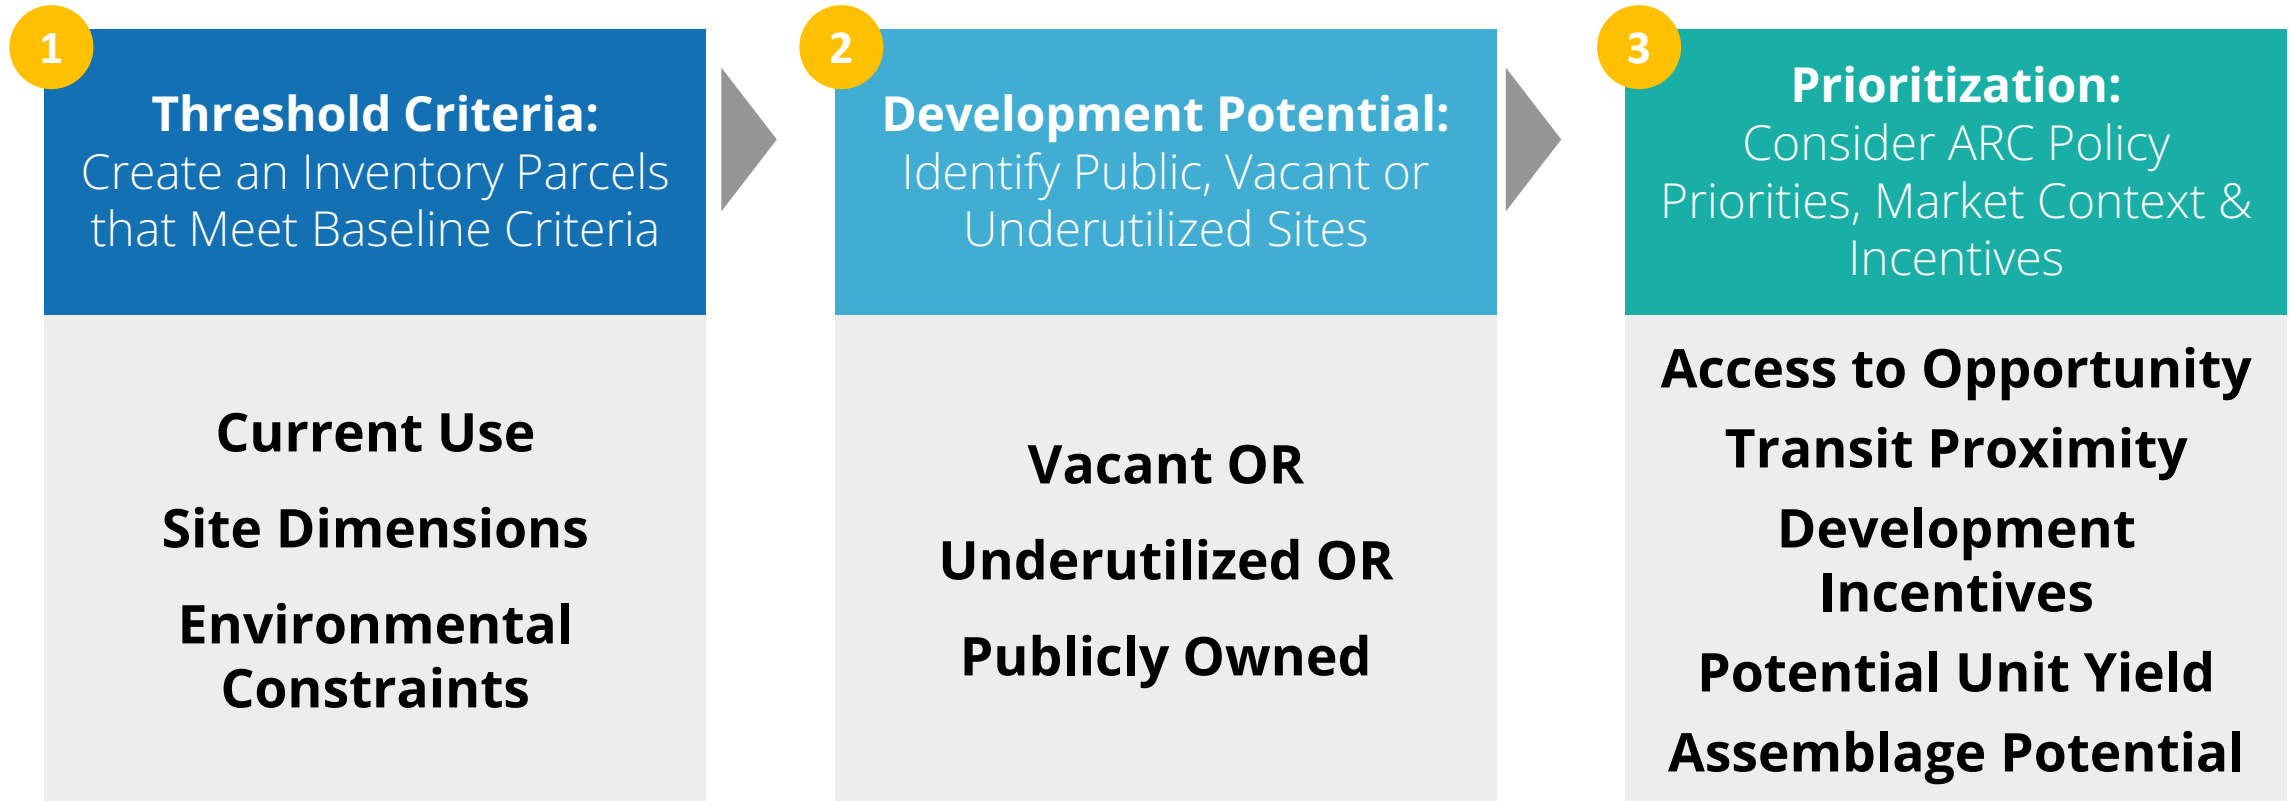 1
Threshold Criteria:
Create an Inventory Parcels
that Meet Baseline Criteria
Current Use
Site Dimensions
Environmental
Constraints
2
Development Potential:
Identify Public, Vacant or
Underutilized Sites
Vacant OR
Underutilized OR
Publicly Owned
3
Prioritization:
Consider ARC Policy
Priorities, Market Context &
Incentives
Access to Opportunity
Transit Proximity
Development
Incentives
Potential Unit Yield
Assemblage Potential